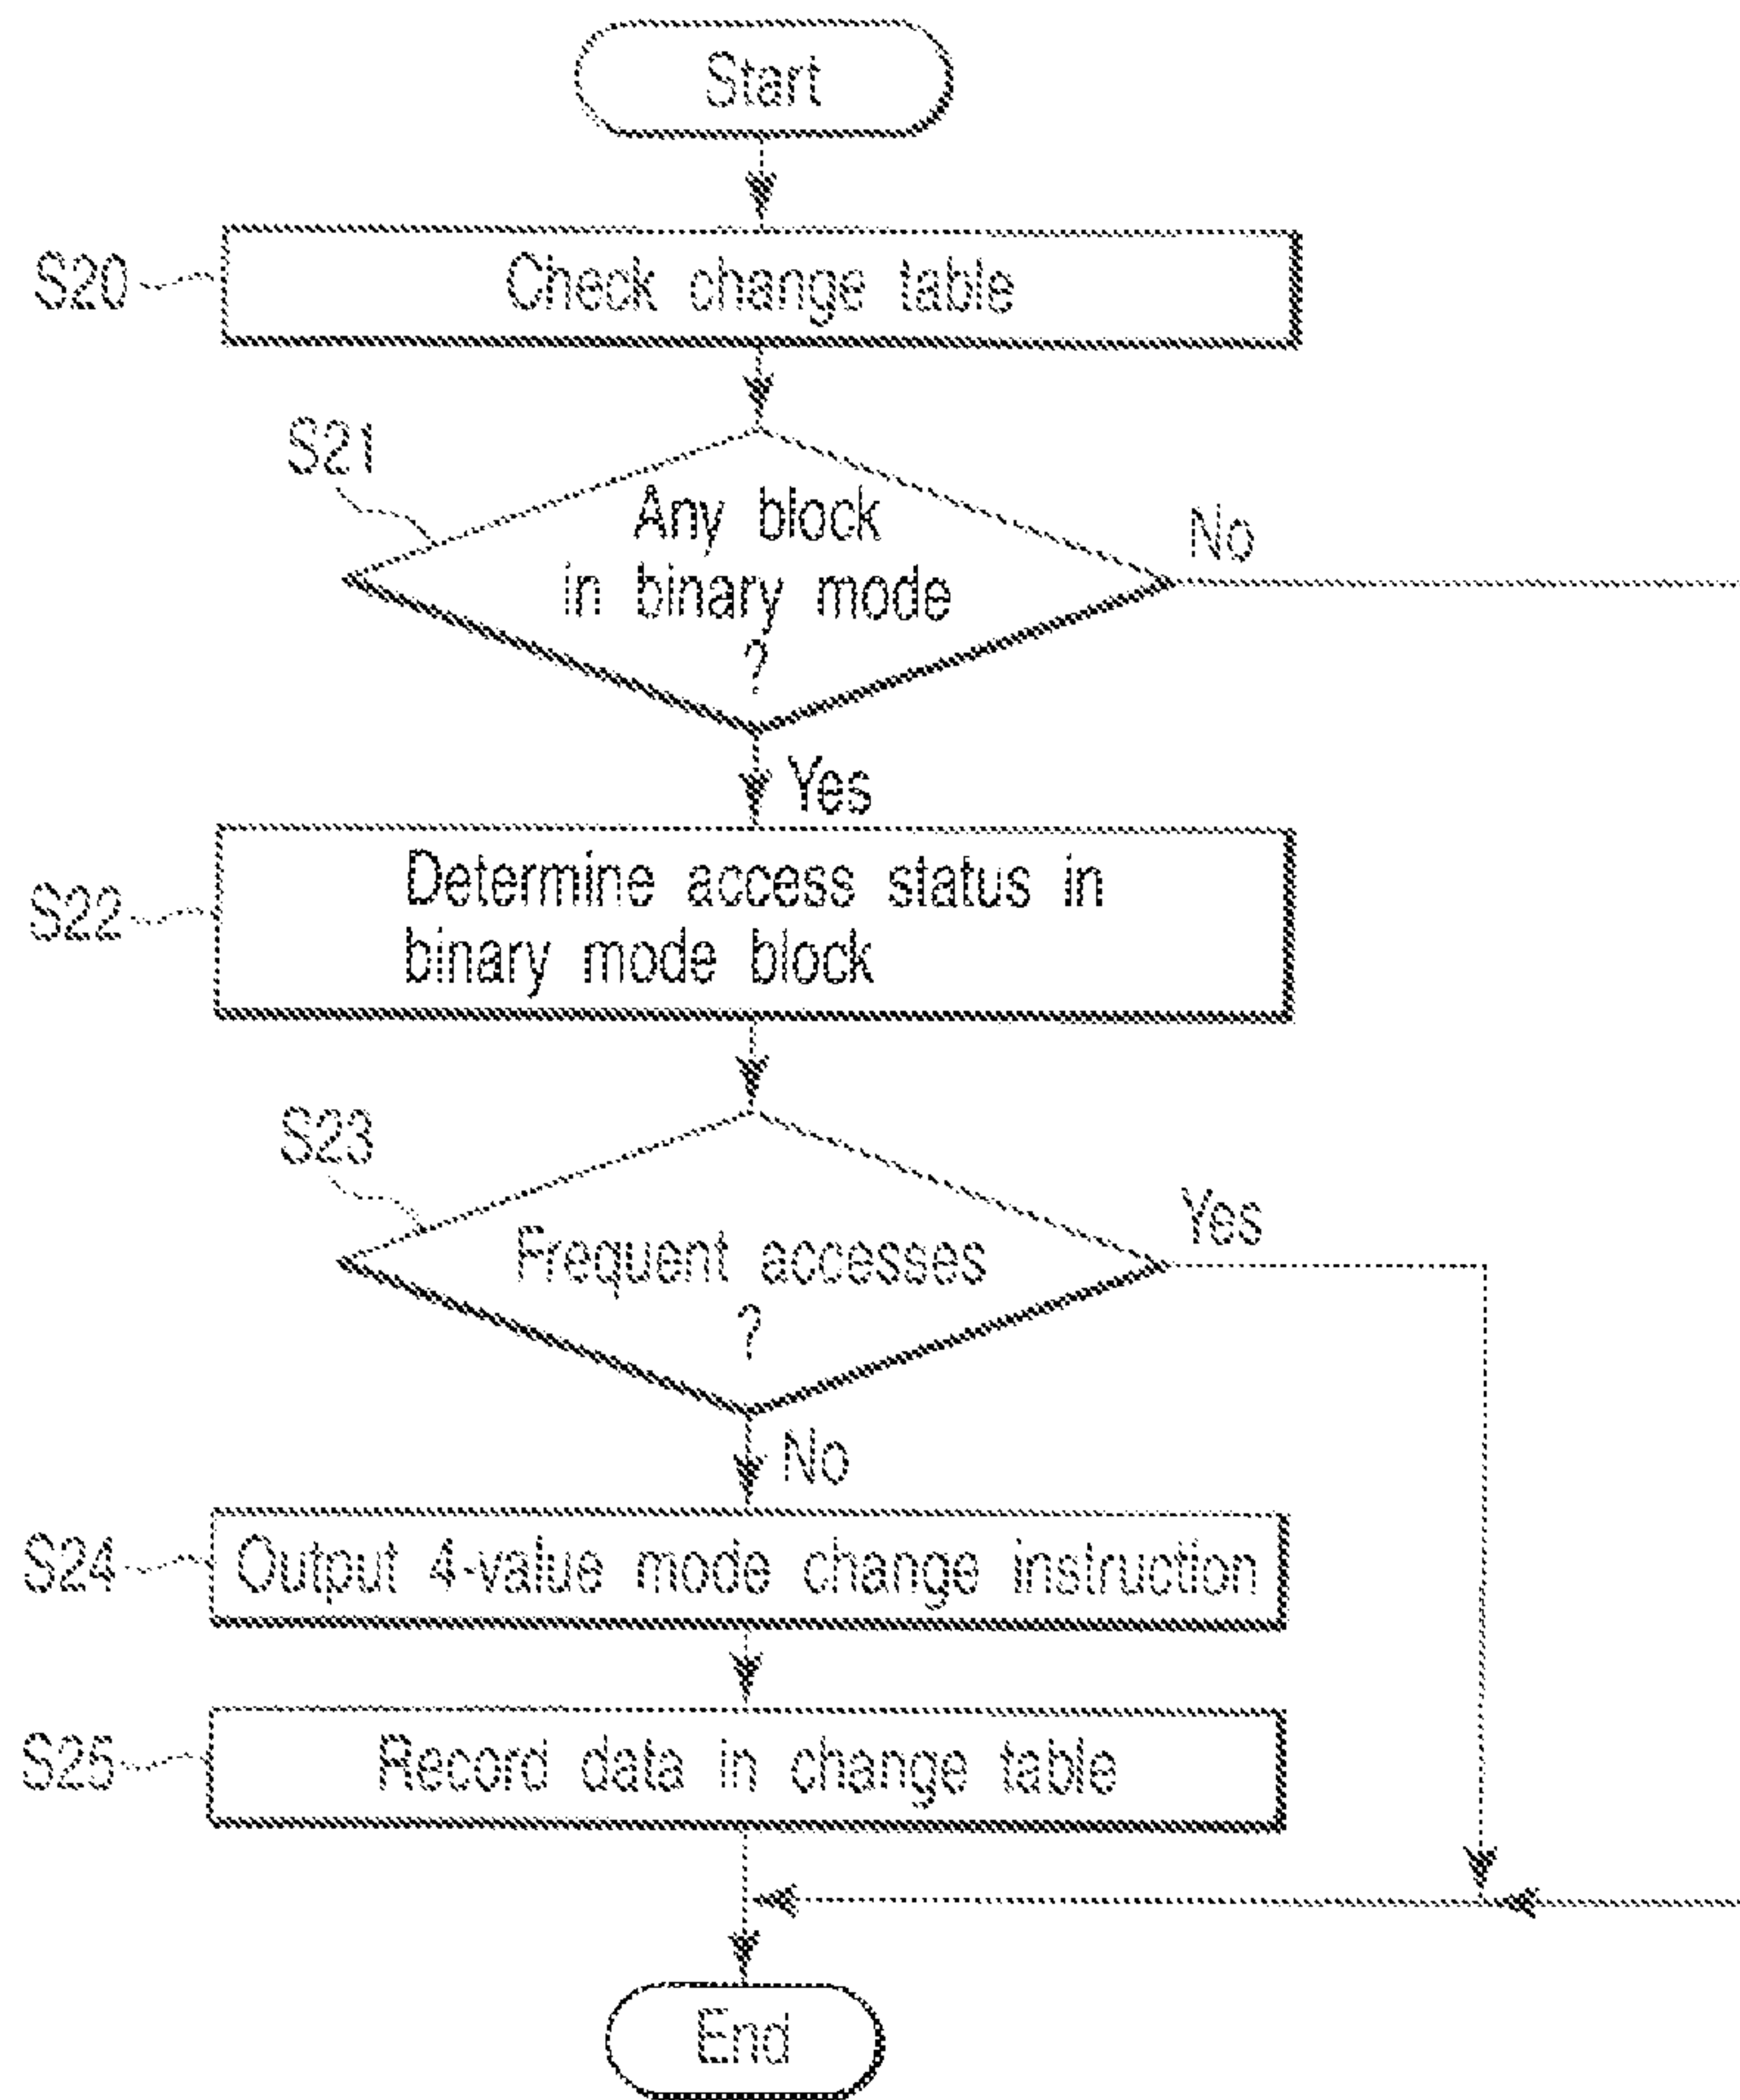 Start
S20
Check change table
S21
Any block
in binary mode
?
No
Yes
S22
Determine access status in
binary mode block
S23
Frequent accesses
?
Yes
No
S24
Output 4-value mode change instruction
S25
Record data in change table
End